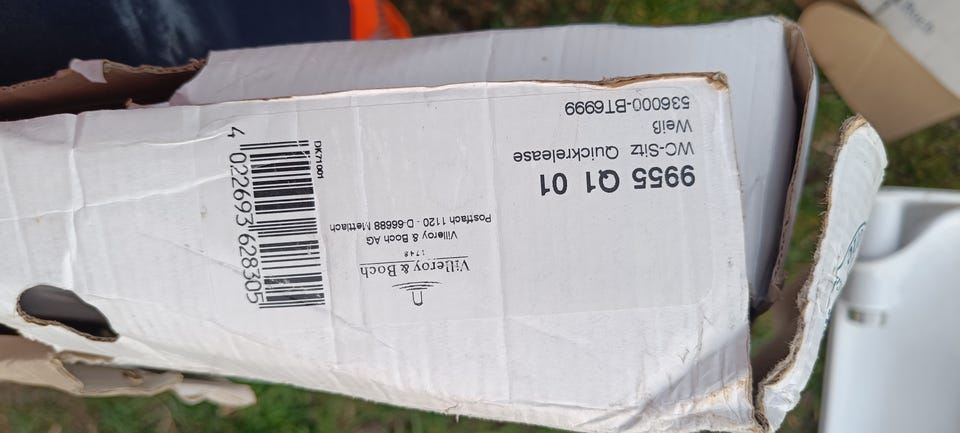 9955 Q1 01
WC-Sitz Quickrelease
Weiß
536000-BT6999
Villeroy & Boch
1748
Villeroy & Boch AG
Postfach 1120 - D-66688 Mettlach
DK71001
4 022693 628305